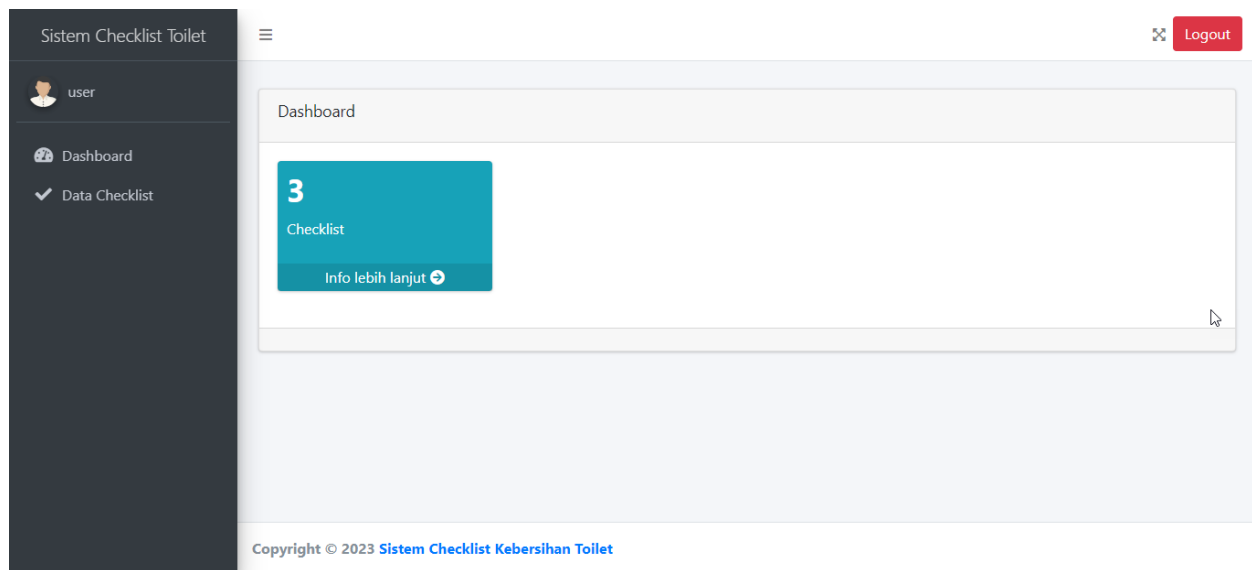 Sistem Checklist Toilet
Logout
user
Dashboard
Data Checklist
Dashboard
3
Checklist
Info lebih lanjut
Copyright © 2023 Sistem Checklist Kebersihan Toilet